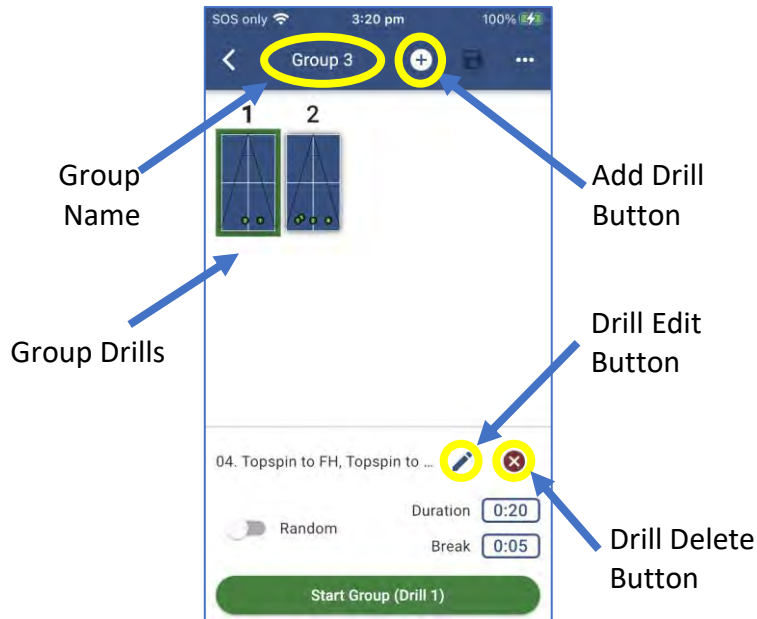 SOS only 3:20 pm 100%
Group 3
1 2
Group
Name
Add Drill
Button
Group Drills
Drill Edit
Button
04. Topspin to FH, Topspin to ...
Random
Duration 0:20
Break 0:05
Drill Delete
Button
Start Group (Drill 1)